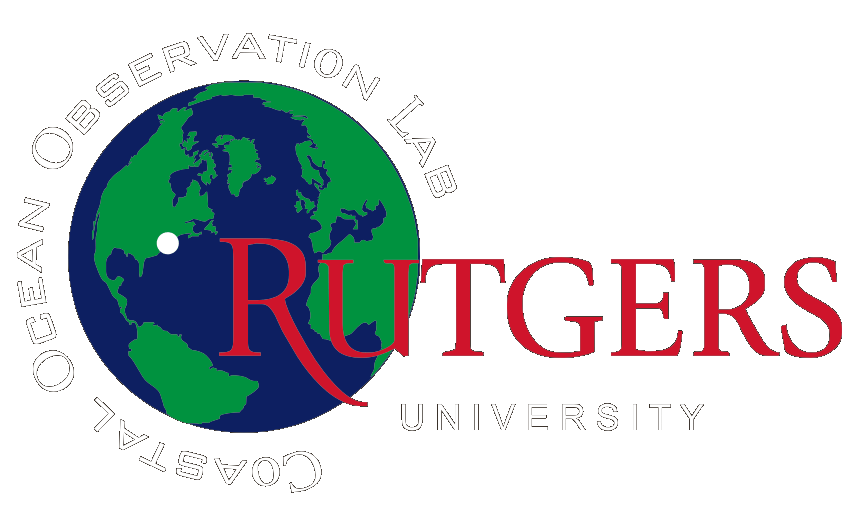 Coastal Ocean Observation Lab
RUTGERS
UNIVERSITY